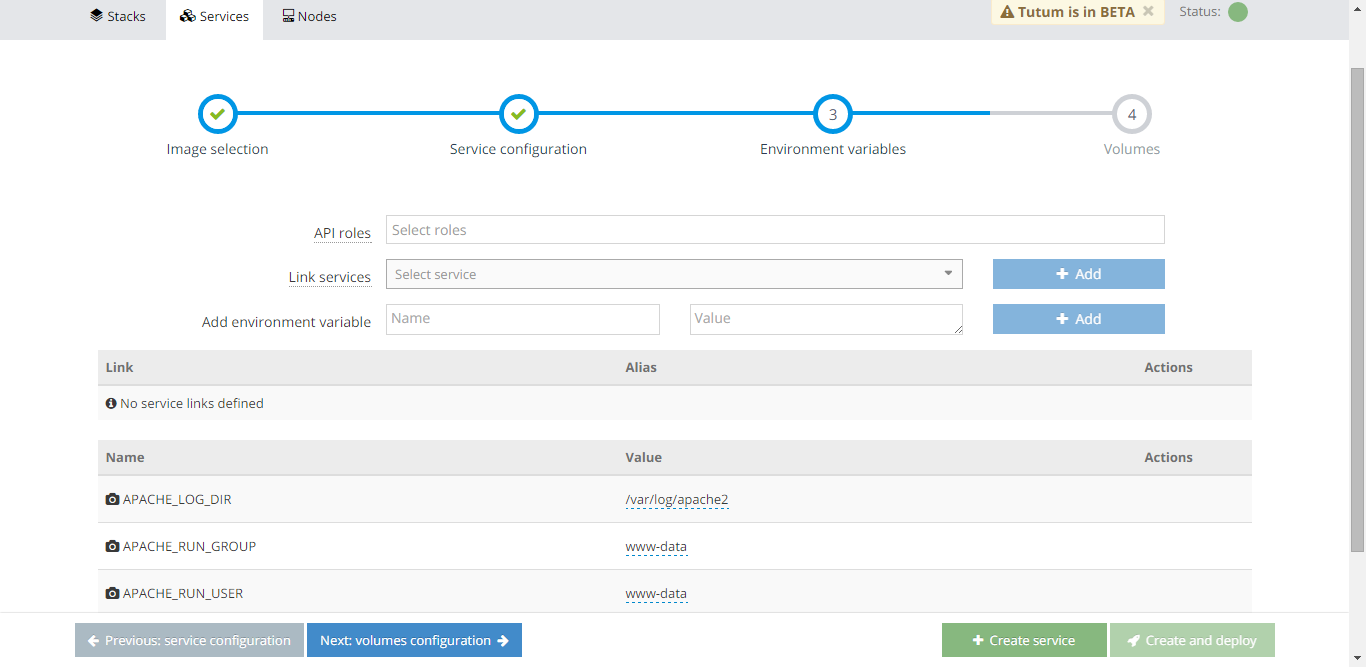 Stacks Services Nodes Tutum is in BETA Status:
3 4
Image selection Service configuration Environment variables Volumes
API roles Select roles
Link services Select service Add
Add environment variable Name Value Add
Link Alias Actions
No service links defined
Name Value Actions
APACHE_LOG_DIR /var/log/apache2
APACHE_RUN_GROUP www-data
APACHE_RUN_USER www-data
Previous: service configuration Next: volumes configuration Create service Create and deploy